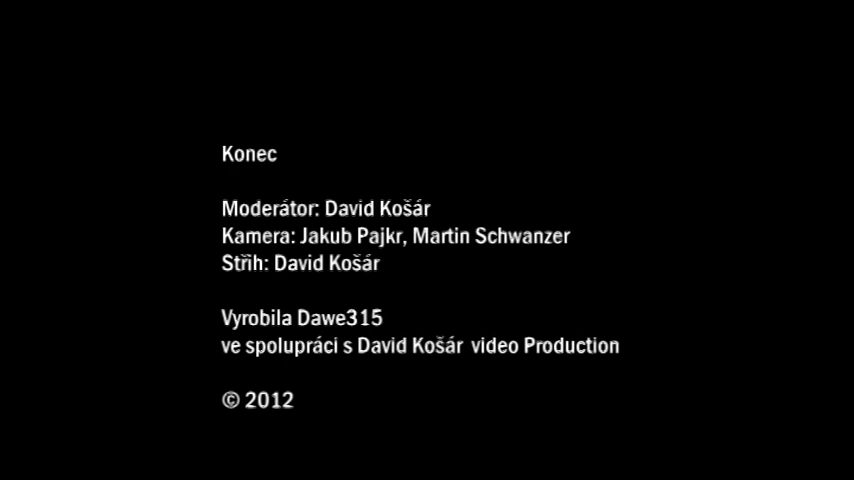 Konec
Moderátor: David Košár
Kamera: Jakub Pajkr, Martin Schwanzer
Střih: David Košár
Vyrobila Dawe315
ve spolupráci s David Košár video Production
© 2012